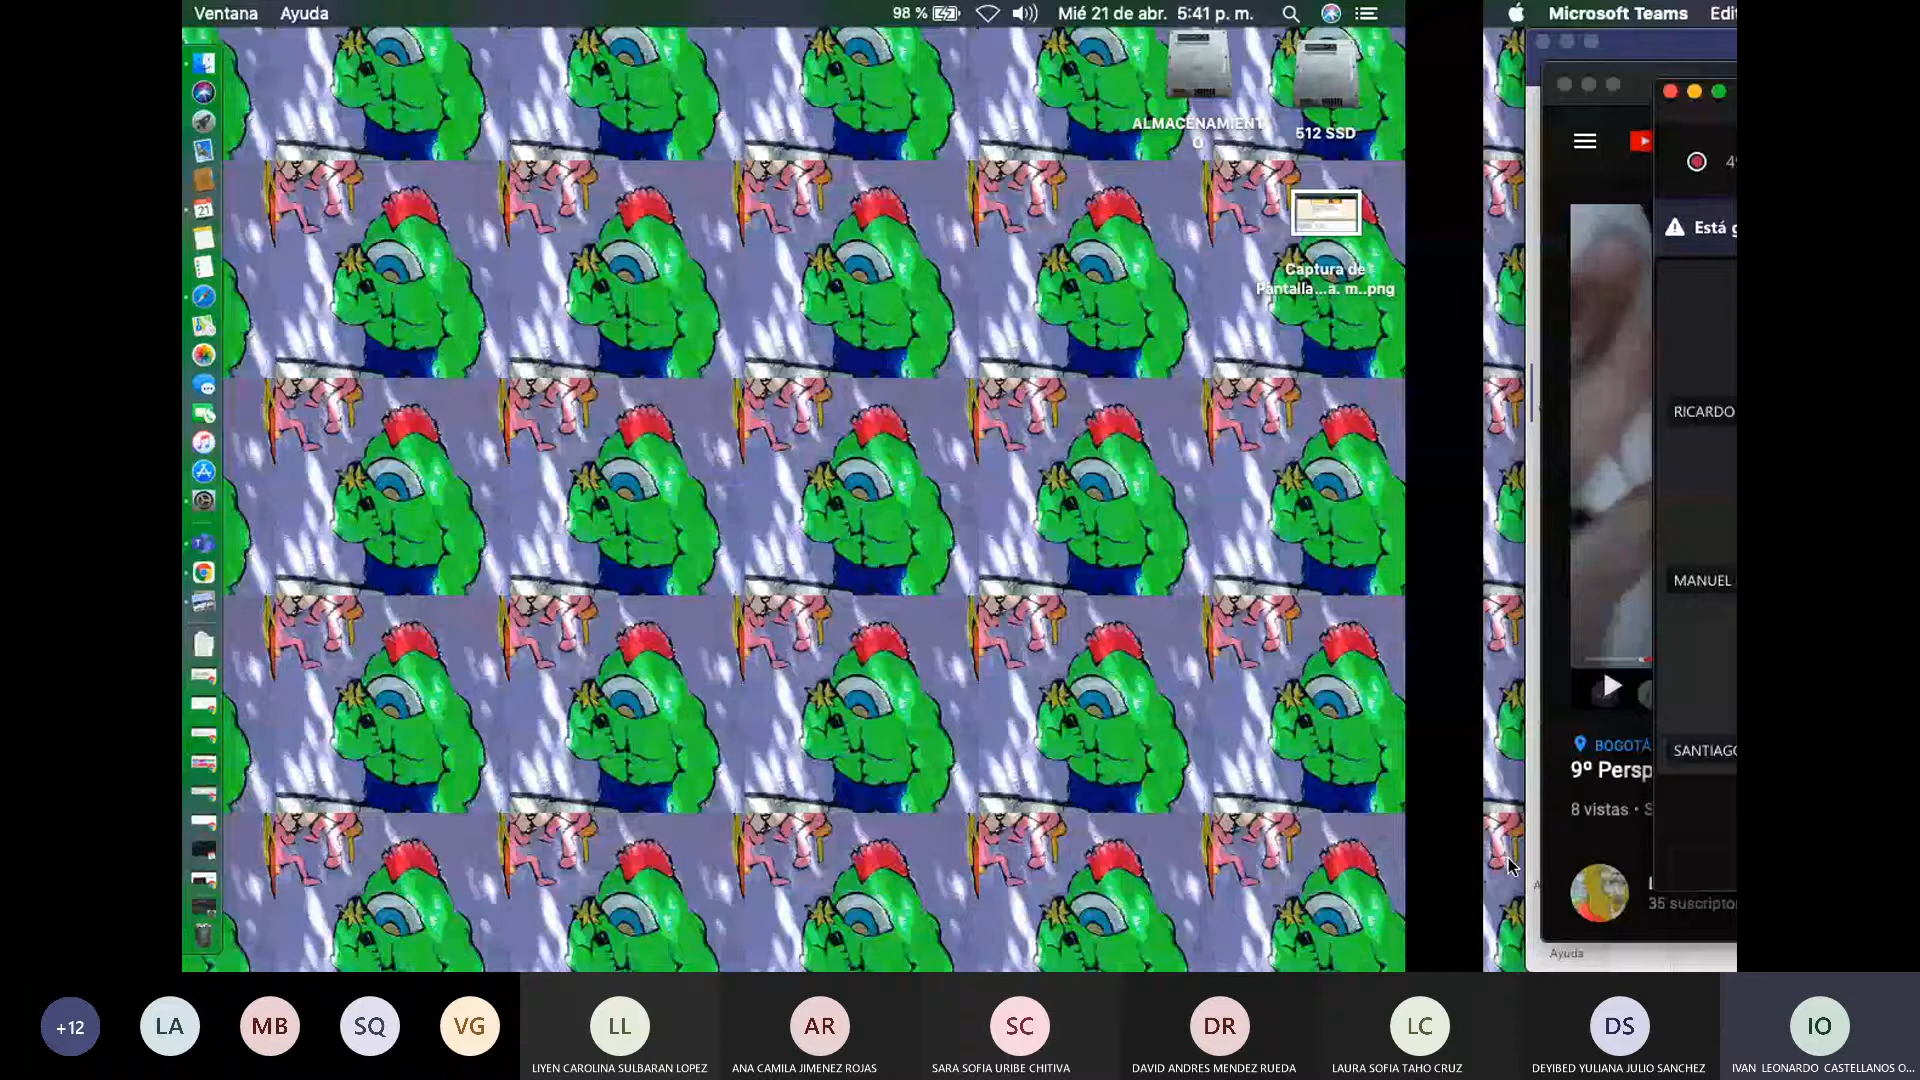 Ventana Ayuda 98 % Mié 21 de abr. 5:41 p. m.
Microsoft Teams Edit
ALMACENAMIENT
O
512 SSD
21
Captura de
Pantalla...a. m..png
Está g
RICARDO
MANUEL
SANTIAGO
BOGOTÁ
9º Persp
8 vistas • S
35 suscriptor
Ayuda
+12
LA
MB
SQ
VG
LL
AR
SC
DR
LC
DS
IO
LIYEN CAROLINA SULBARAN LOPEZ
ANA CAMILA JIMENEZ ROJAS
SARA SOFIA URIBE CHITIVA
DAVID ANDRES MENDEZ RUEDA
LAURA SOFIA TAHO CRUZ
DEYIBED YULIANA JULIO SANCHEZ
IVAN LEONARDO CASTELLANOS O...